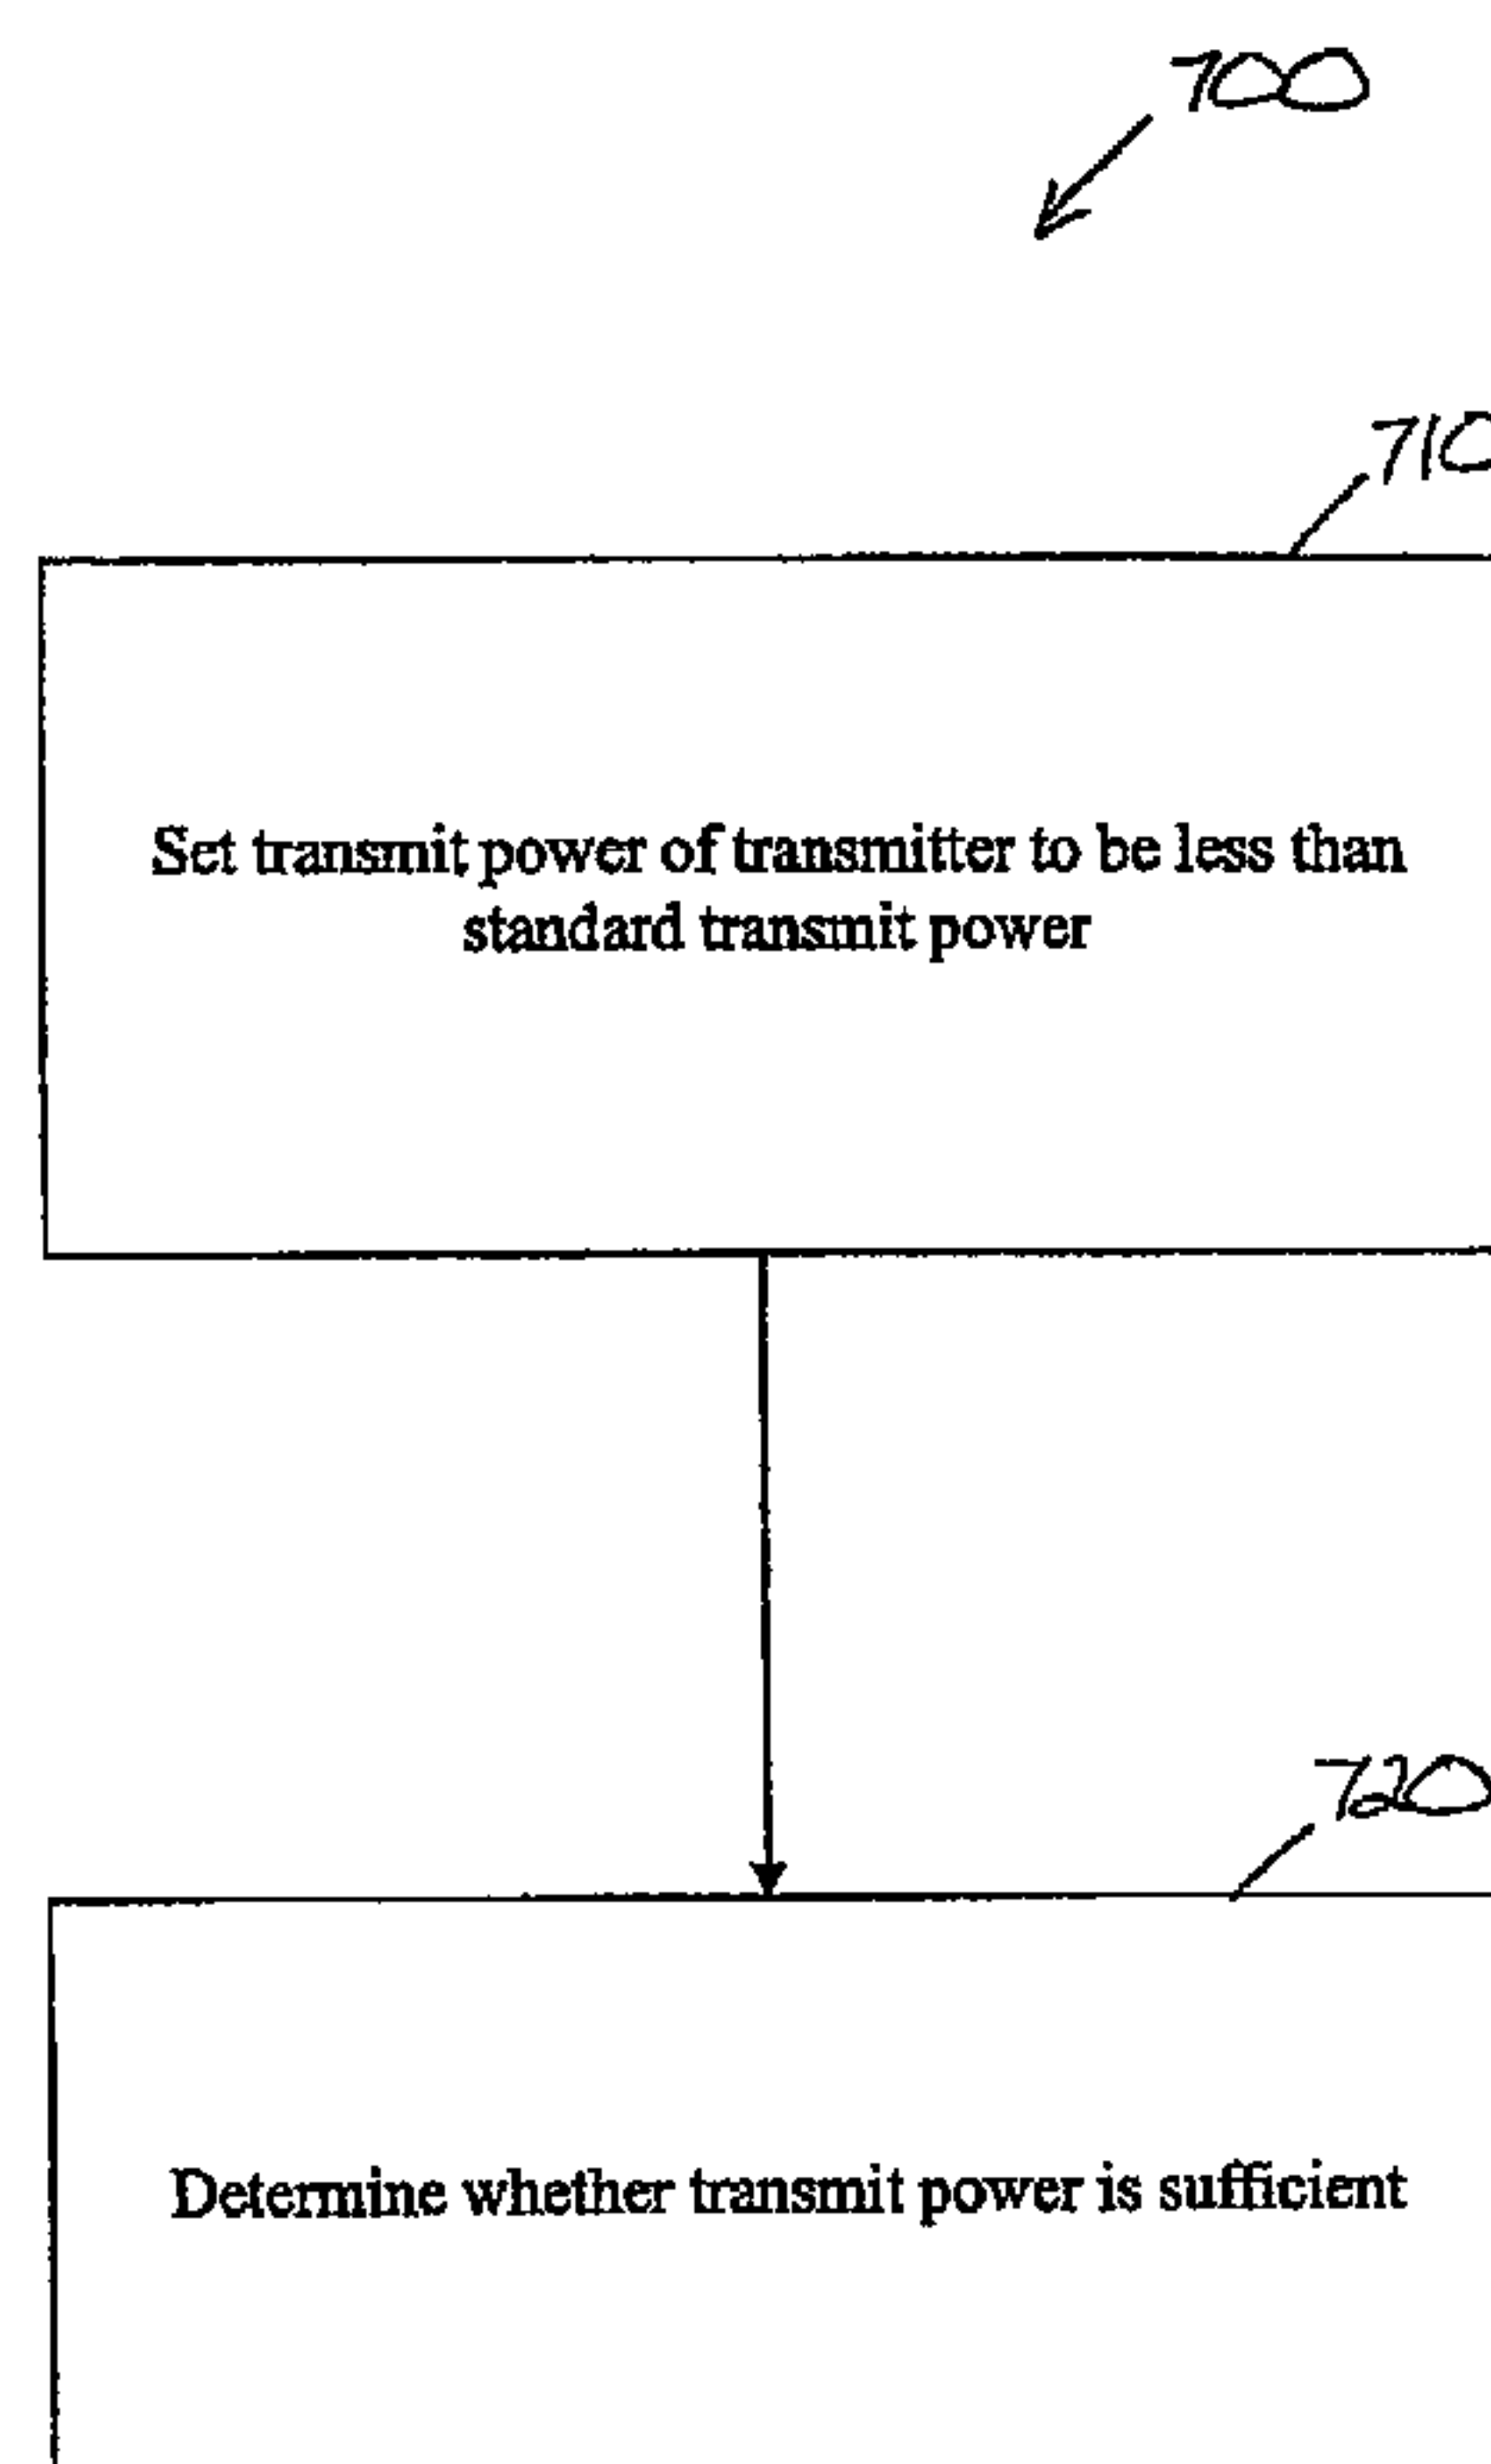 700
710
Set transmit power of transmitter to be less than
standard transmit power
720
Determine whether transmit power is sufficient